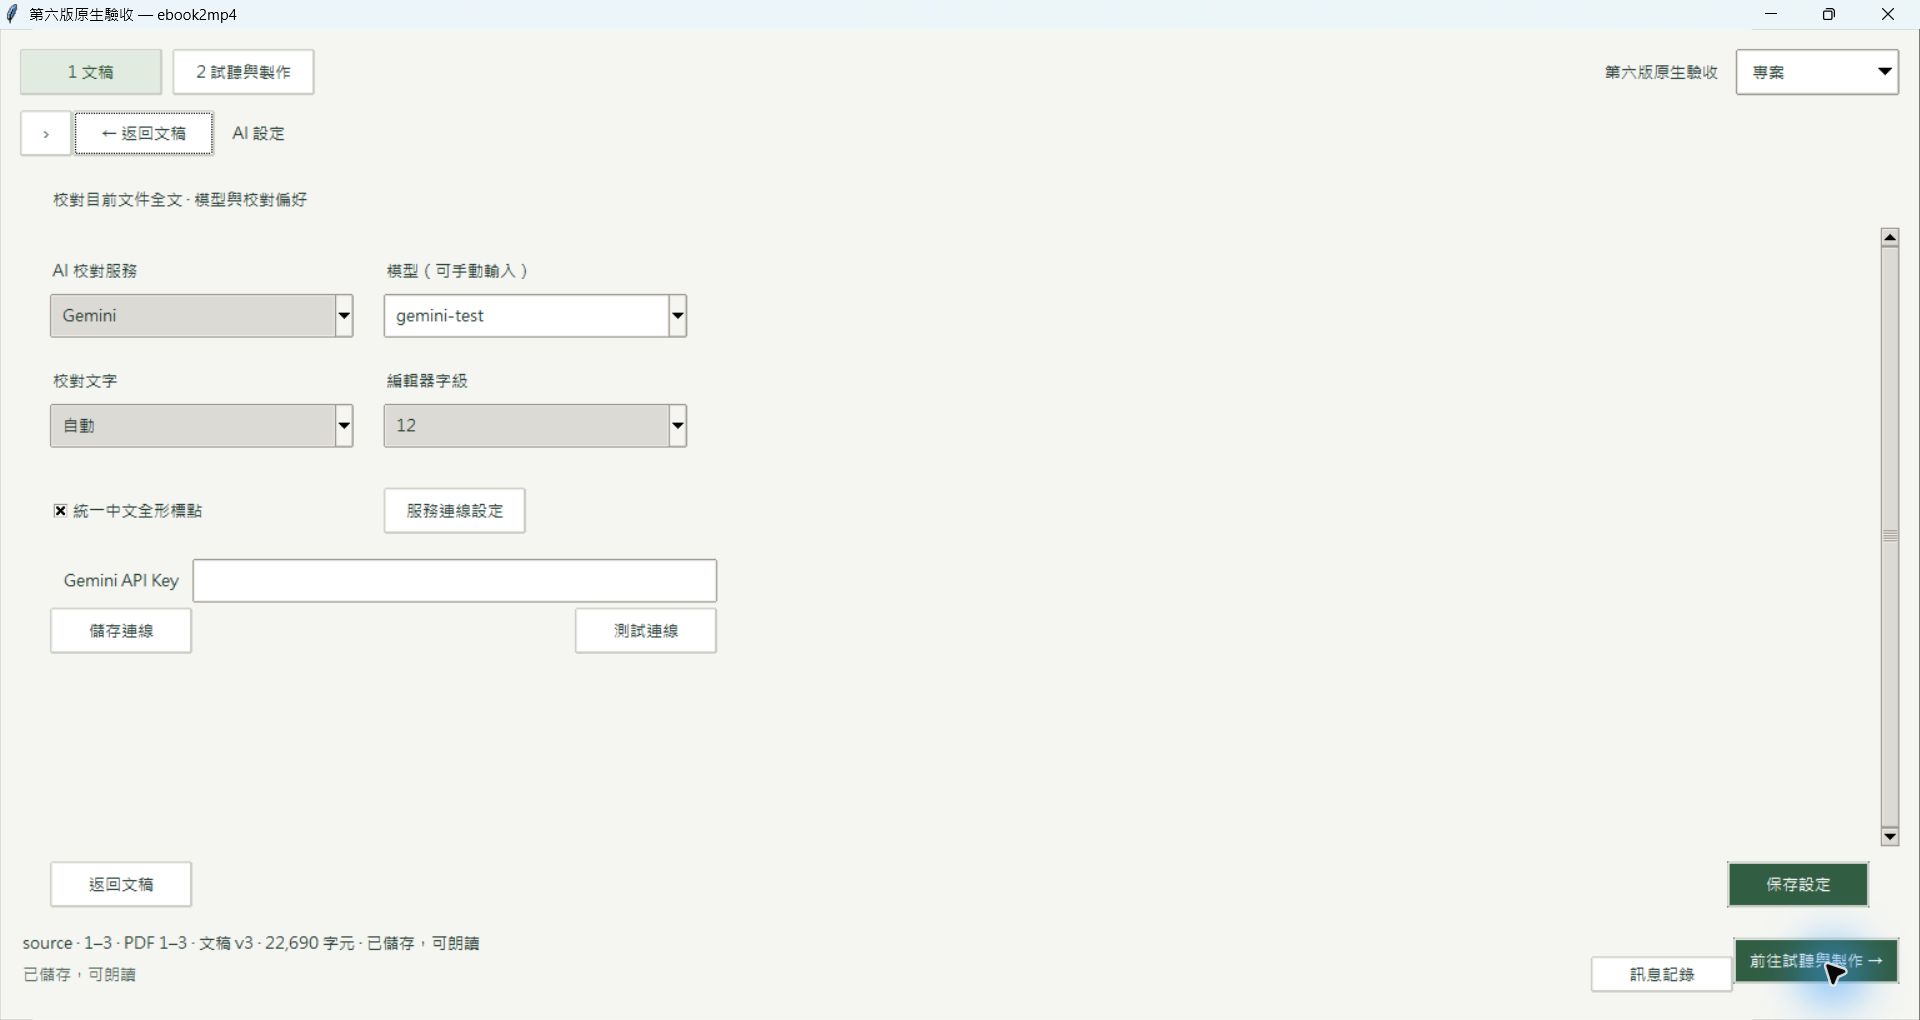 第六版原生驗收 — ebook2mp4
1 文稿
2 試聽與製作
第六版原生驗收
專案
›
← 返回文稿
AI 設定
校對目前文件全文 · 模型與校對偏好
AI 校對服務
模型（可手動輸入）
Gemini
gemini-test
校對文字
編輯器字級
自動
12
統一中文全形標點
服務連線設定
Gemini API Key
儲存連線
測試連線
返回文稿
保存設定
source · 1–3 · PDF 1–3 · 文稿 v3 · 22,690 字元 · 已儲存，可朗讀
前往試聽與製作 →
已儲存，可朗讀
訊息記錄